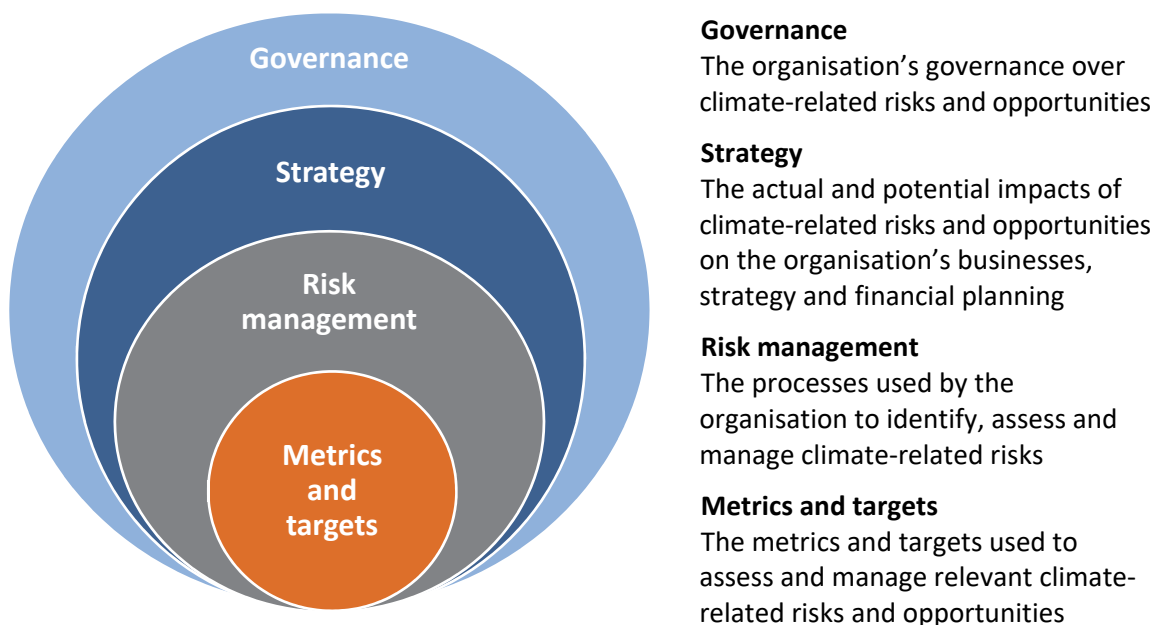 Governance
Strategy
Risk
management
Metrics
and
targets
Governance
The organisation’s governance over
climate-related risks and opportunities
Strategy
The actual and potential impacts of
climate-related risks and opportunities
on the organisation’s businesses,
strategy and financial planning
Risk management
The processes used by the
organisation to identify, assess and
manage climate-related risks
Metrics and targets
The metrics and targets used to
assess and manage relevant climate-
related risks and opportunities